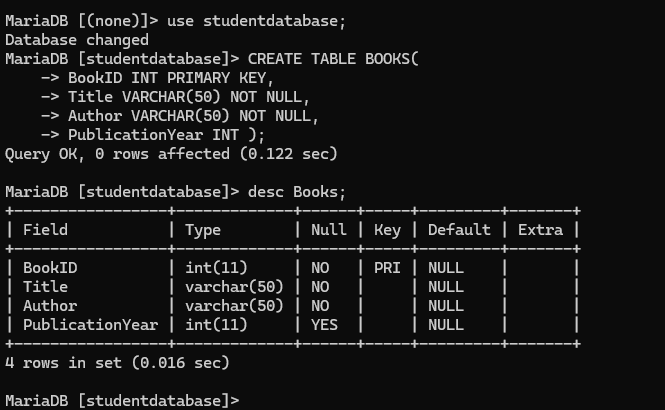 MariaDB [(none)]> use studentdatabase;
Database changed
MariaDB [studentdatabase]> CREATE TABLE BOOKS(
    -> BookID INT PRIMARY KEY,
    -> Title VARCHAR(50) NOT NULL,
    -> Author VARCHAR(50) NOT NULL,
    -> PublicationYear INT );
Query OK, 0 rows affected (0.122 sec)

MariaDB [studentdatabase]> desc Books;
+-----------------+-------------+------+-----+---------+-------+
| Field           | Type        | Null | Key | Default | Extra |
+-----------------+-------------+------+-----+---------+-------+
| BookID          | int(11)     | NO   | PRI | NULL    |       |
| Title           | varchar(50) | NO   |     | NULL    |       |
| Author          | varchar(50) | NO   |     | NULL    |       |
| PublicationYear | int(11)     | YES  |     | NULL    |       |
+-----------------+-------------+------+-----+---------+-------+
4 rows in set (0.016 sec)

MariaDB [studentdatabase]>